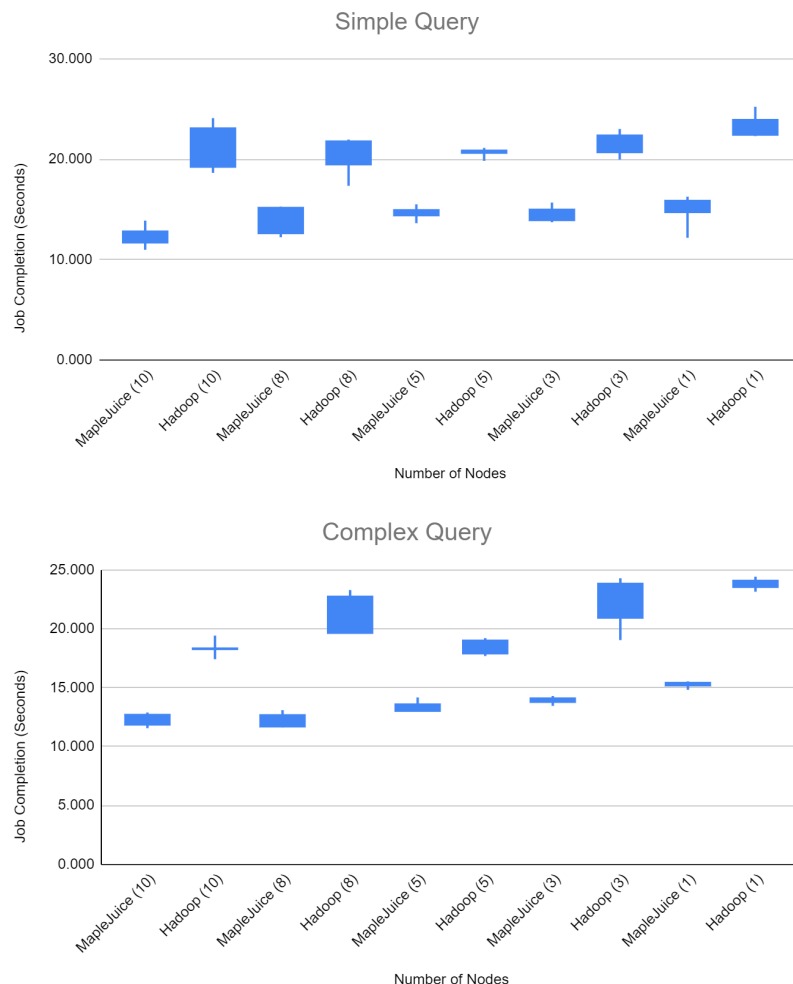 Simple Query
30.000
20.000
10.000
0.000
Job Completion (Seconds)
MapleJuice (10)
Hadoop (10)
MapleJuice (8)
Hadoop (8)
MapleJuice (5)
Hadoop (5)
MapleJuice (3)
Hadoop (3)
MapleJuice (1)
Hadoop (1)
Number of Nodes
Complex Query
25.000
20.000
15.000
10.000
5.000
0.000
Job Completion (Seconds)
MapleJuice (10)
Hadoop (10)
MapleJuice (8)
Hadoop (8)
MapleJuice (5)
Hadoop (5)
MapleJuice (3)
Hadoop (3)
MapleJuice (1)
Hadoop (1)
Number of Nodes